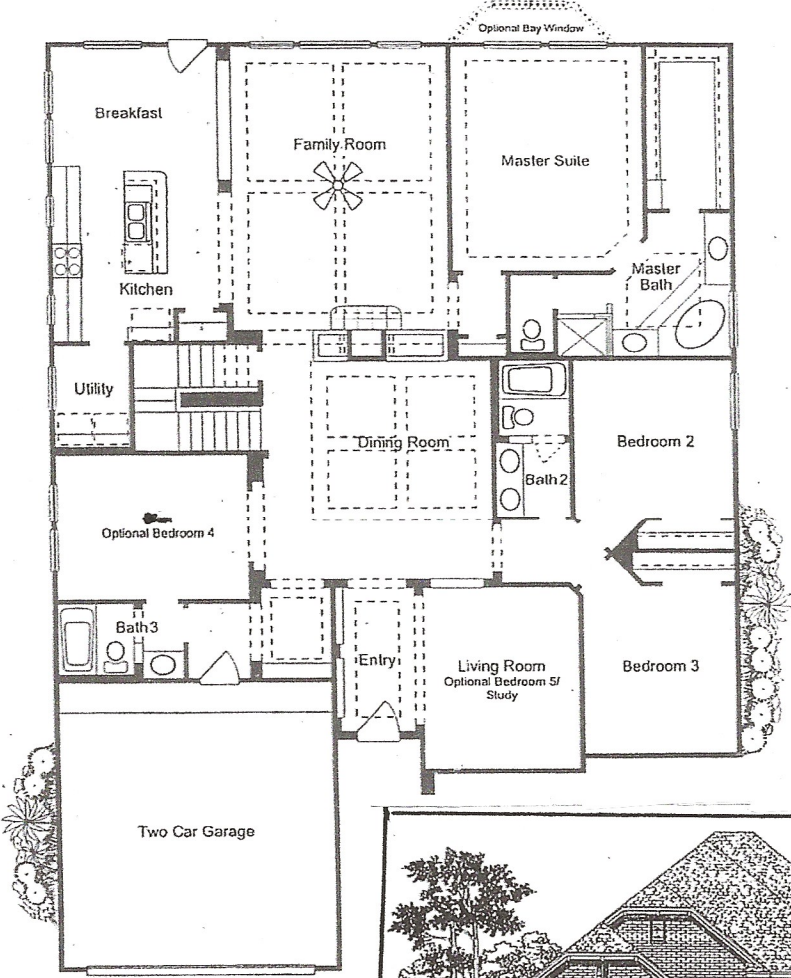 Optional Bay Window
Breakfast
Family Room
Master Suite
Master
Bath
Kitchen
Utility
Dining Room
Bedroom 2
Bath 2
Optional Bedroom 4
Bath 3
Entry
Living Room
Optional Bedroom 5/
Study
Bedroom 3
Two Car Garage